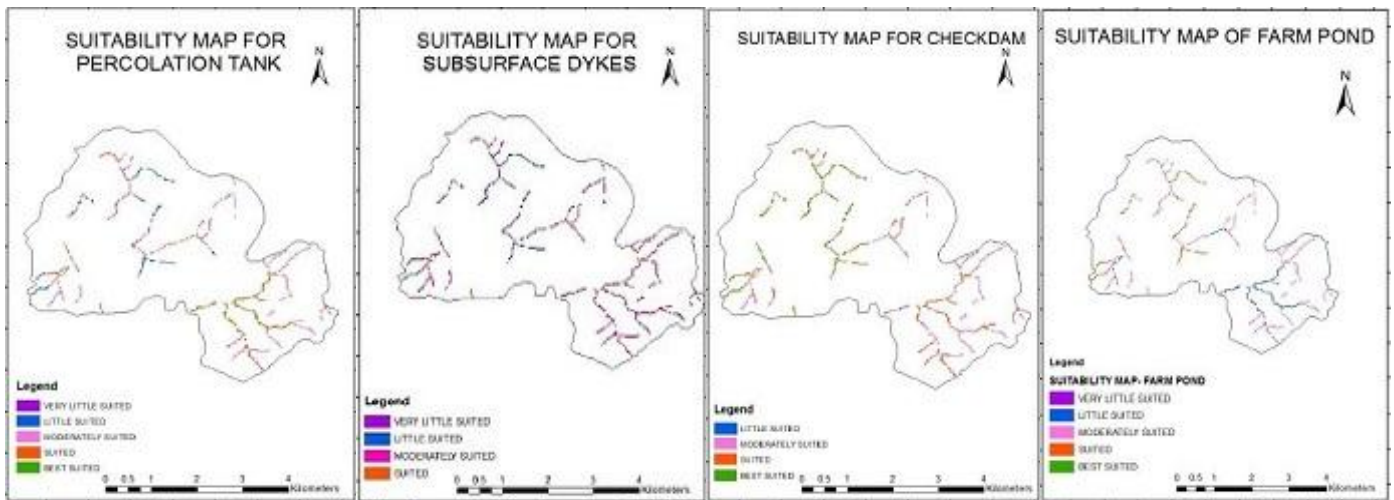 SUITABILITY MAP FOR
PERCOLATION TANK
N
Legend
VERY LITTLE SUITED
LITTLE SUITED
MODERATELY SUITED
SUITED
BEST SUITED
0 0.5 1 2 3 4
Kilometers
SUITABILITY MAP FOR
SUBSURFACE DYKES
N
Legend
VERY LITTLE SUITED
LITTLE SUITED
MODERATELY SUITED
SUITED
0 0.5 1 2 3 4
Kilometers
SUITABILITY MAP FOR CHECKDAM
N
Legend
LITTLE SUITED
MODERATELY SUITED
SUITED
BEST SUITED
0 0.5 1 2 3 4
Kilometers
SUITABILITY MAP OF FARM POND
N
Legend
SUITABILITY MAP- FARM POND
VERY LITTLE SUITED
LITTLE SUITED
MODERATELY SUITED
SUITED
BEST SUITED
0 0.5 1 2 3 4
Kilometers